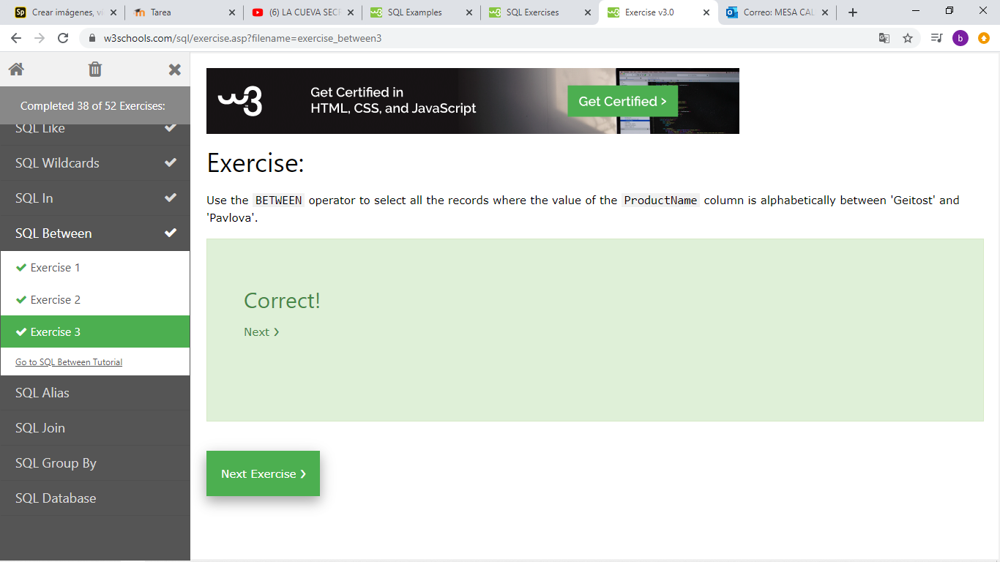 Crear imágenes, ví
Tarea
(6) LA CUEVA SECR
SQL Examples
SQL Exercises
Exercise v3.0
Correo: MESA CAL
w3schools.com/sql/exercise.asp?filename=exercise_between3
b
Completed 38 of 52 Exercises:
SQL Like
SQL Wildcards
SQL In
SQL Between
Exercise 1
Exercise 2
Exercise 3
Go to SQL Between Tutorial
SQL Alias
SQL Join
SQL Group By
SQL Database
w3
Get Certified in
HTML, CSS, and JavaScript
Get Certified >
Exercise:
Use the BETWEEN operator to select all the records where the value of the ProductName column is alphabetically between 'Geitost' and
'Pavlova'.
Correct!
Next ❯
Next Exercise ❯